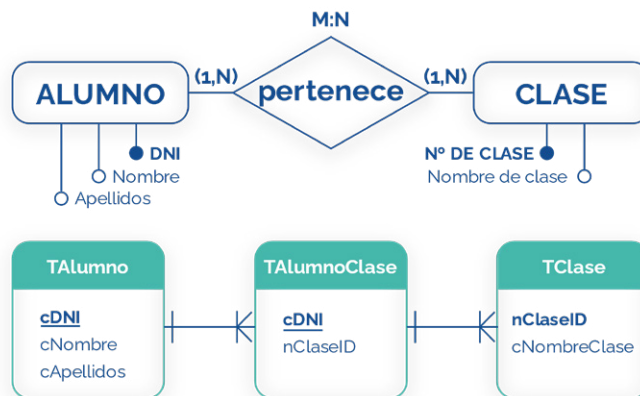 M:N
ALUMNO (1,N) pertenece (1,N) CLASE
DNI
Nombre
Apellidos
Nº DE CLASE
Nombre de clase
TAlumno
cDNI
cNombre
cApellidos
TAlumnoClase
cDNI
nClaseID
TClase
nClaseID
cNombreClase